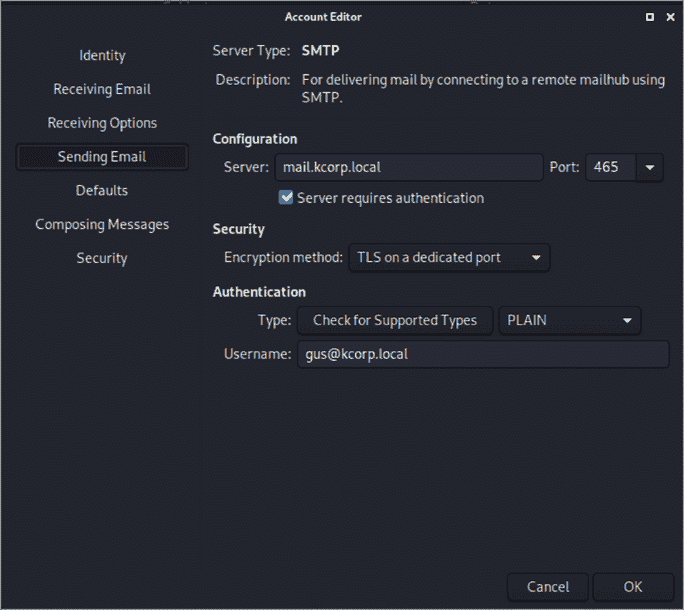 Account Editor
Identity
Receiving Email
Receiving Options
Sending Email
Defaults
Composing Messages
Security
Server Type: SMTP
Description: For delivering mail by connecting to a remote mailhub using
SMTP.
Configuration
Server: mail.kcorp.local Port: 465
Server requires authentication
Security
Encryption method: TLS on a dedicated port
Authentication
Type: Check for Supported Types PLAIN
Username: gus@kcorp.local
Cancel OK